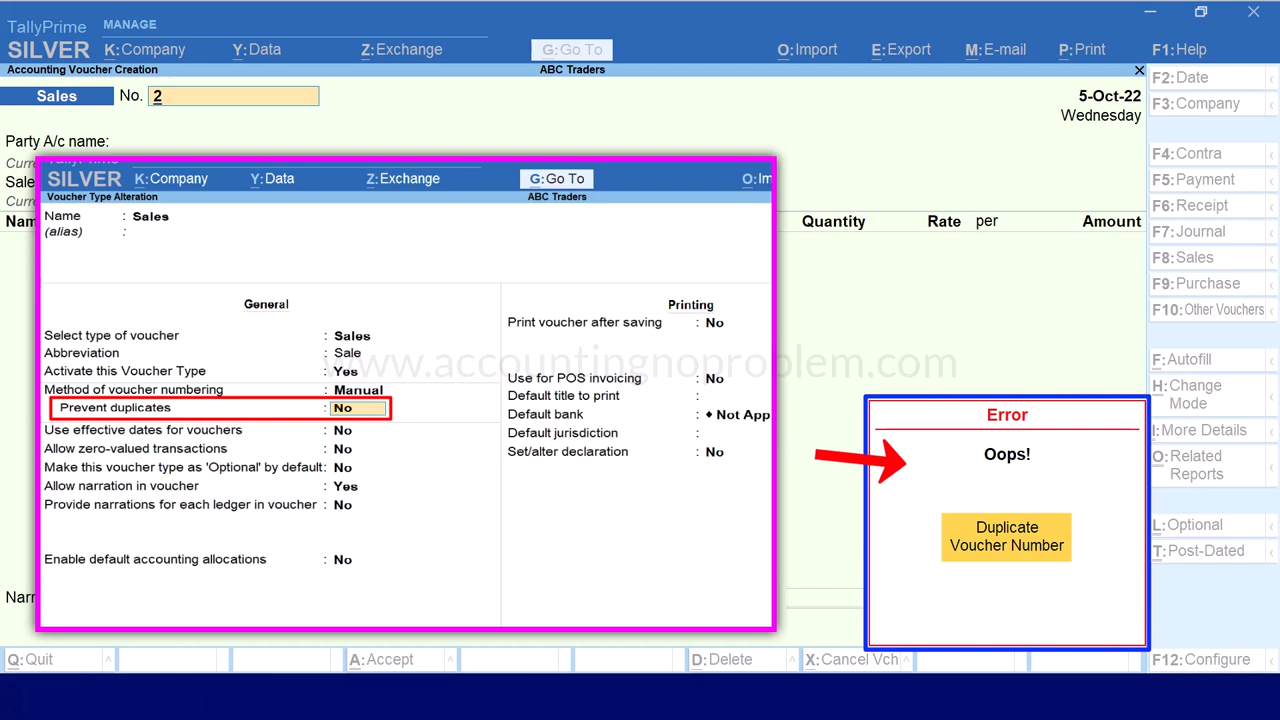 TallyPrime MANAGE
SILVER K:Company Y:Data Z:Exchange G:Go To O:Import E:Export M:E-mail P:Print F1:Help
Accounting Voucher Creation ABC Traders
Sales No. 2 5-Oct-22
Wednesday
Party A/c name:
Quantity Rate per Amount
SILVER K:Company Y:Data Z:Exchange G:Go To
Voucher Type Alteration ABC Traders
Name : Sales
(alias) :
General
Select type of voucher : Sales
Abbreviation : Sale
Activate this Voucher Type : Yes
Method of voucher numbering : Manual
Prevent duplicates : No
Use effective dates for vouchers : No
Allow zero-valued transactions : No
Make this voucher type as 'Optional' by default : No
Allow narration in voucher : Yes
Provide narrations for each ledger in voucher : No
Enable default accounting allocations : No
Printing
Print voucher after saving : No
Use for POS invoicing : No
Default title to print :
Default bank : ♦ Not App
Default jurisdiction :
Set/alter declaration : No
www.accountingnoproblem.com
Error
Oops!
Duplicate
Voucher Number
F2:Date
F3:Company
F4:Contra
F5:Payment
F6:Receipt
F7:Journal
F8:Sales
F9:Purchase
F10:Other Vouchers
F:Autofill
H:Change
Mode
I:More Details
O:Related
Reports
L:Optional
T:Post-Dated
Q:Quit A:Accept D:Delete X:Cancel Vch F12:Configure